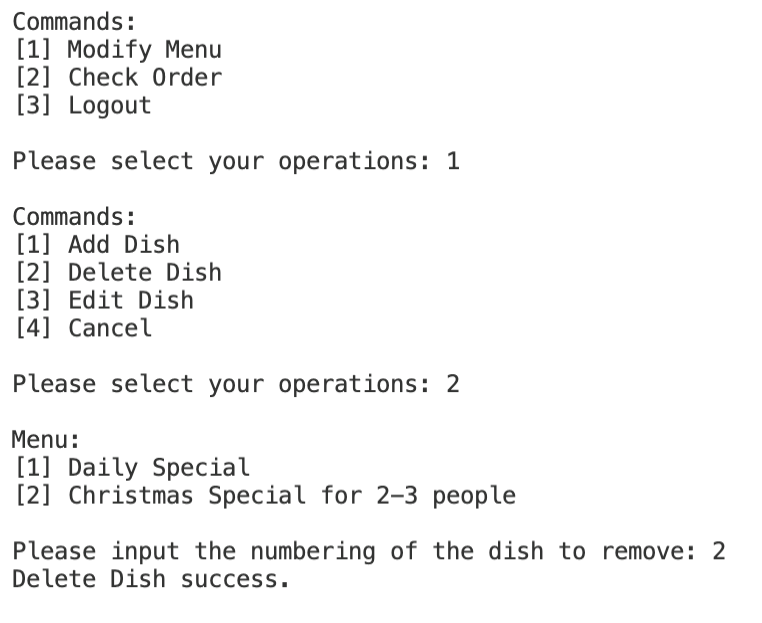 Commands:
[1] Modify Menu
[2] Check Order
[3] Logout
Please select your operations: 1
Commands:
[1] Add Dish
[2] Delete Dish
[3] Edit Dish
[4] Cancel
Please select your operations: 2
Menu:
[1] Daily Special
[2] Christmas Special for 2–3 people
Please input the numbering of the dish to remove: 2
Delete Dish success.